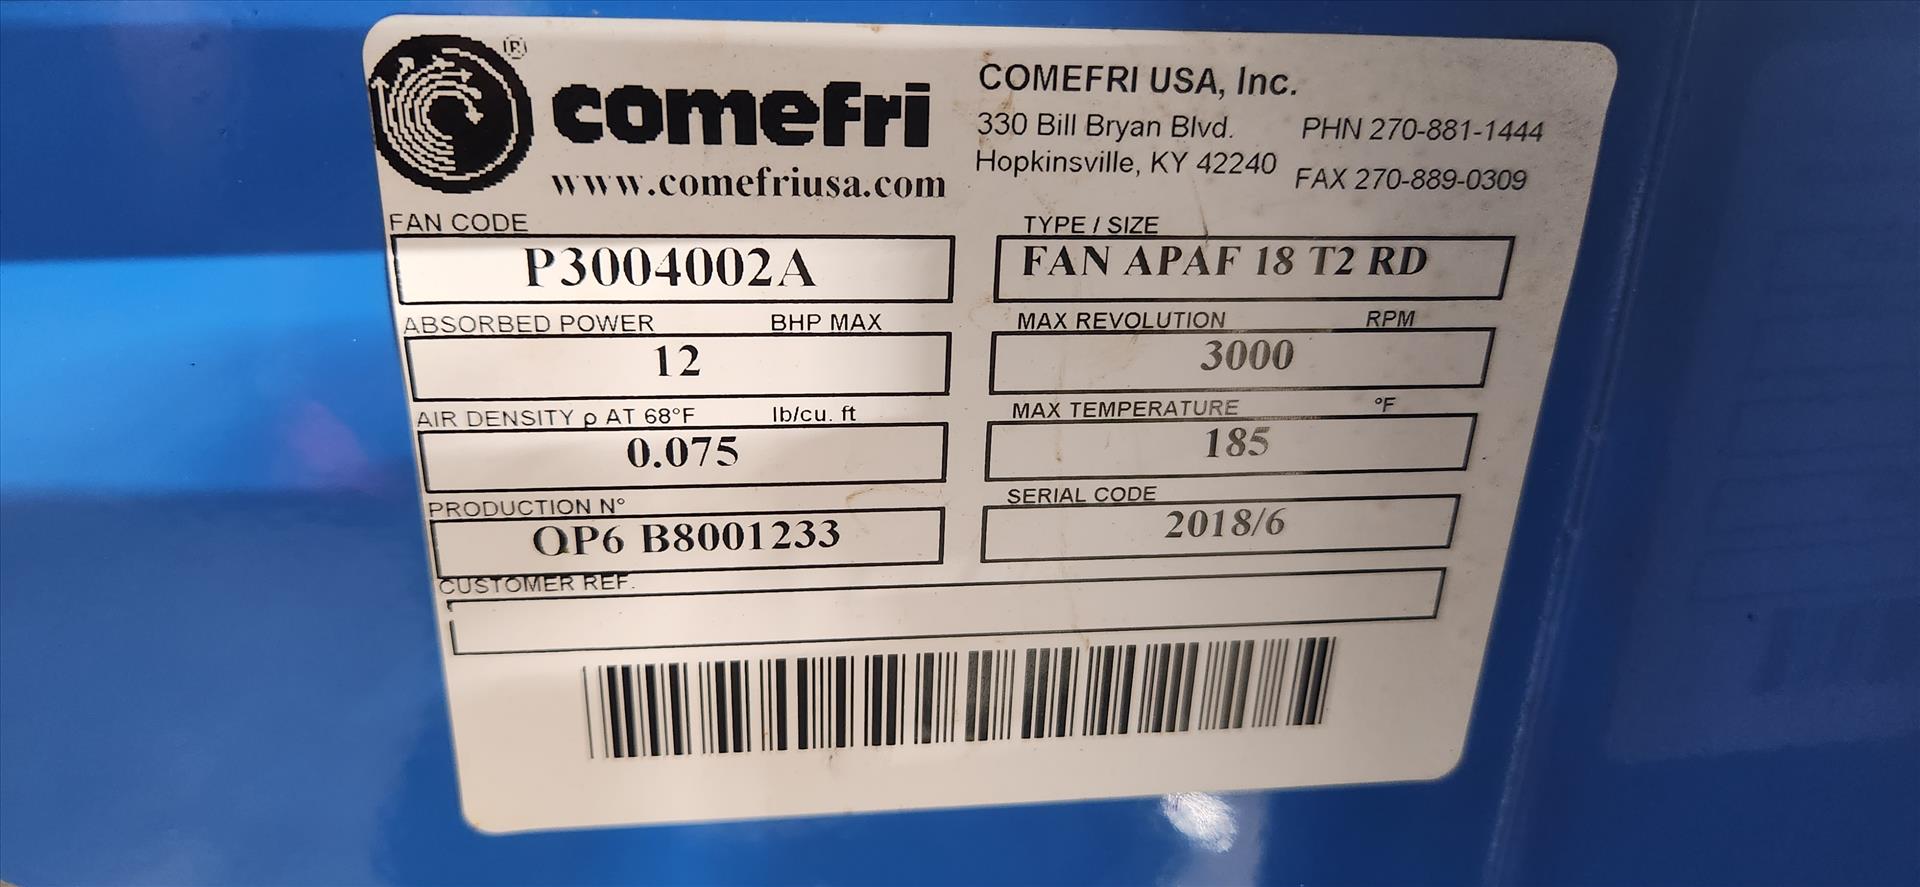 comefri ®
www.comefriusa.com
COMEFRI USA, Inc.
330 Bill Bryan Blvd. PHN 270-881-1444
Hopkinsville, KY 42240 FAX 270-889-0309
FAN CODE
P3004002A
TYPE / SIZE
FAN APAF 18 T2 RD
ABSORBED POWER BHP MAX
12
MAX REVOLUTION RPM
3000
AIR DENSITY ρ AT 68°F lb/cu. ft
0.075
MAX TEMPERATURE °F
185
PRODUCTION N°
OP6 B8001233
SERIAL CODE
2018/6
CUSTOMER REF.